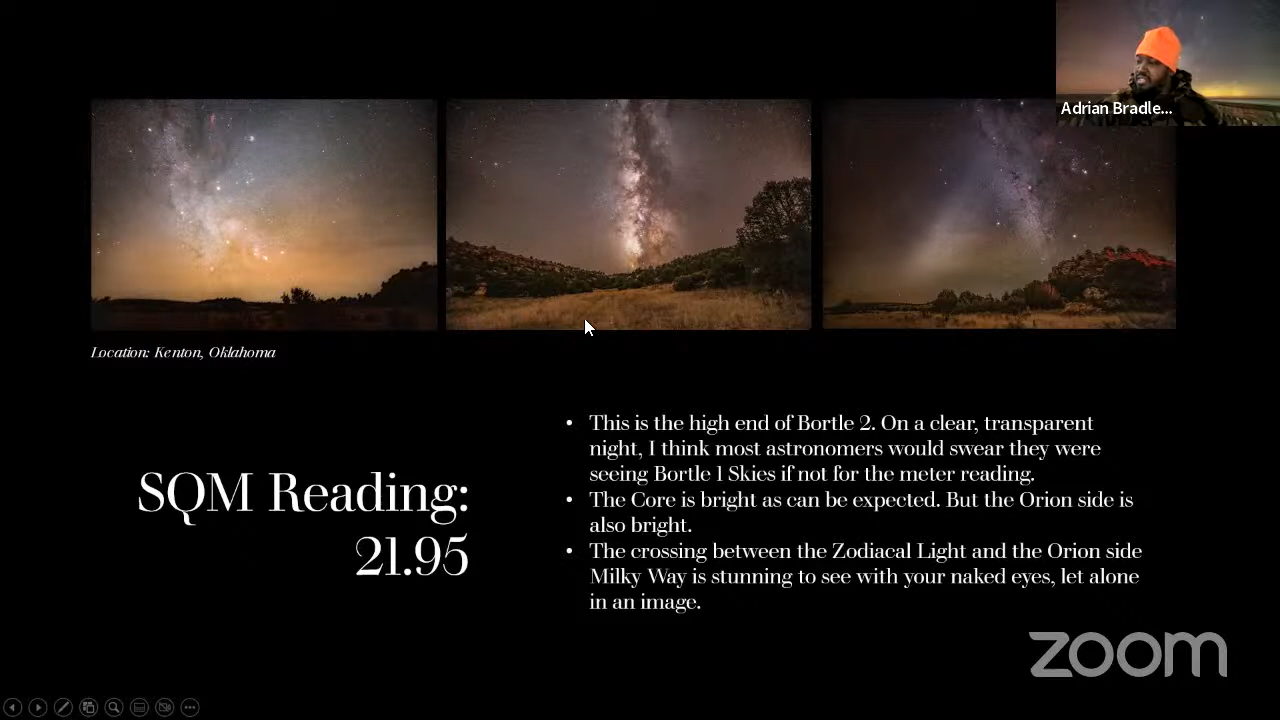 Adrian Bradle...
Location: Kenton, Oklahoma
SQM Reading:
21.95
• This is the high end of Bortle 2. On a clear, transparent
night, I think most astronomers would swear they were
seeing Bortle 1 Skies if not for the meter reading.
• The Core is bright as can be expected. But the Orion side is
also bright.
• The crossing between the Zodiacal Light and the Orion side
Milky Way is stunning to see with your naked eyes, let alone
in an image.
zoom